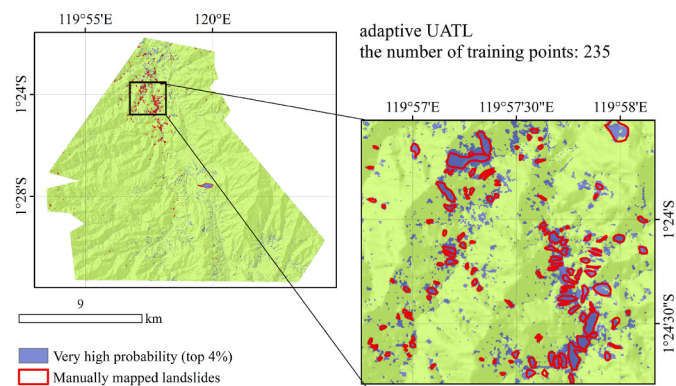 119°55'E 120°E
adaptive UATL
the number of training points: 235
1°24'S
1°28'S
119°57'E 119°57'30"E 119°58'E
1°24'S
1°24'30"S
9
km
Very high probability (top 4%)
Manually mapped landslides